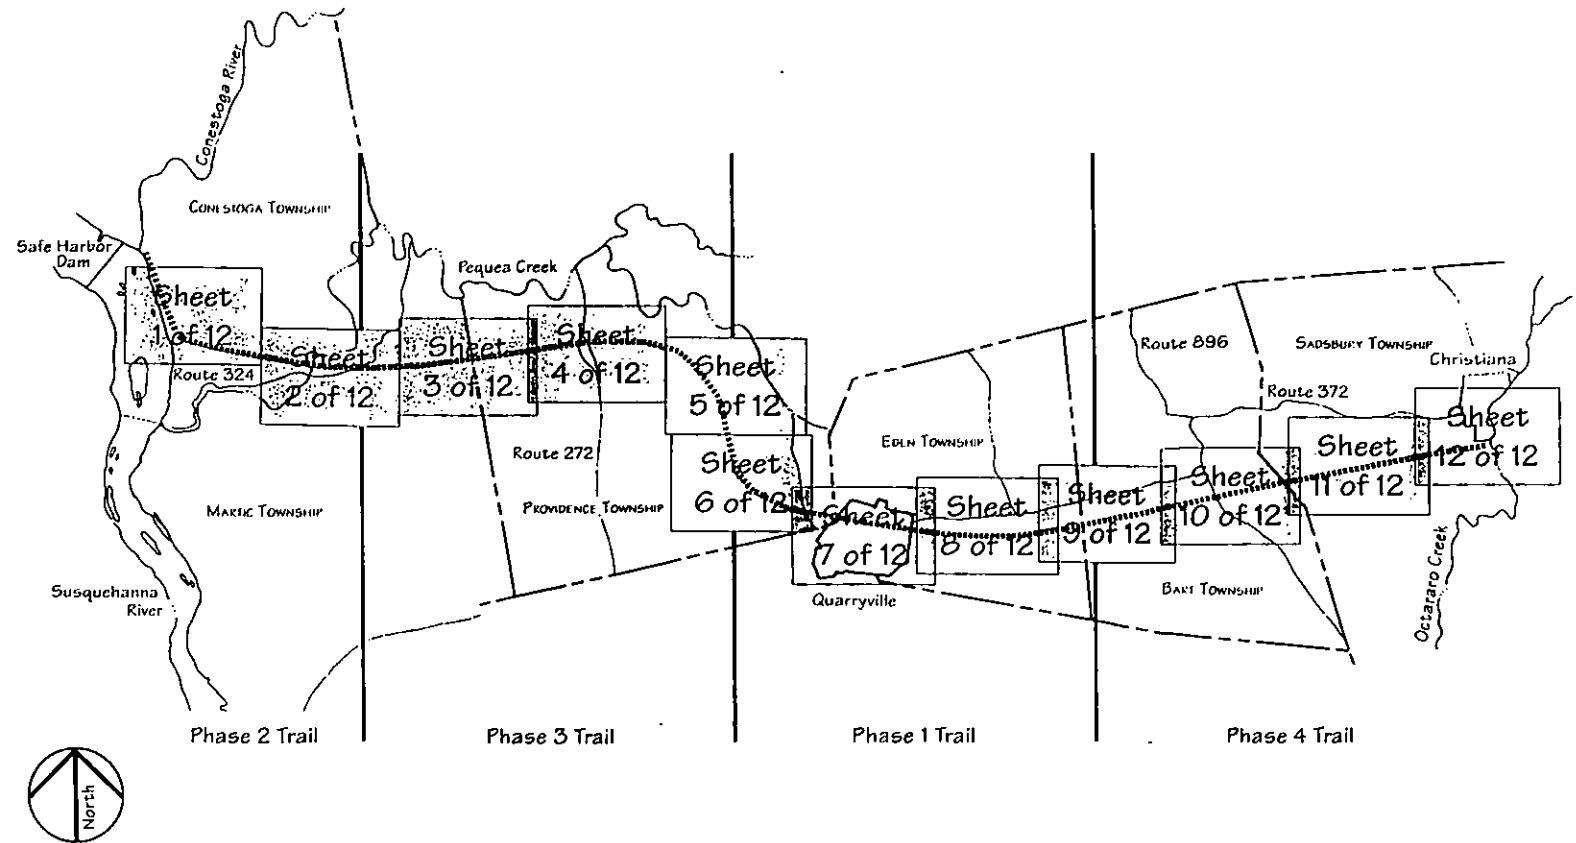 Conestoga River
CONESTOGA TOWNSHIP
Safe Harbor
Dam
Pequea Creek
Sheet
1 of 12
Route 324
Sheet
2 of 12
Sheet
3 of 12
Sheet
4 of 12
Sheet
5 of 12
Route 272
Sheet
6 of 12
MARTIC TOWNSHIP
PROVIDENCE TOWNSHIP
Susquehanna
River
Sheet
7 of 12
Quarryville
EDEN TOWNSHIP
Sheet
8 of 12
Sheet
9 of 12
Route 896
SADSBURY TOWNSHIP
Christiana
Route 372
Sheet
10 of 12
Sheet
11 of 12
Sheet
12 of 12
BART TOWNSHIP
Octararo Creek
Phase 2 Trail
Phase 3 Trail
Phase 1 Trail
Phase 4 Trail
North